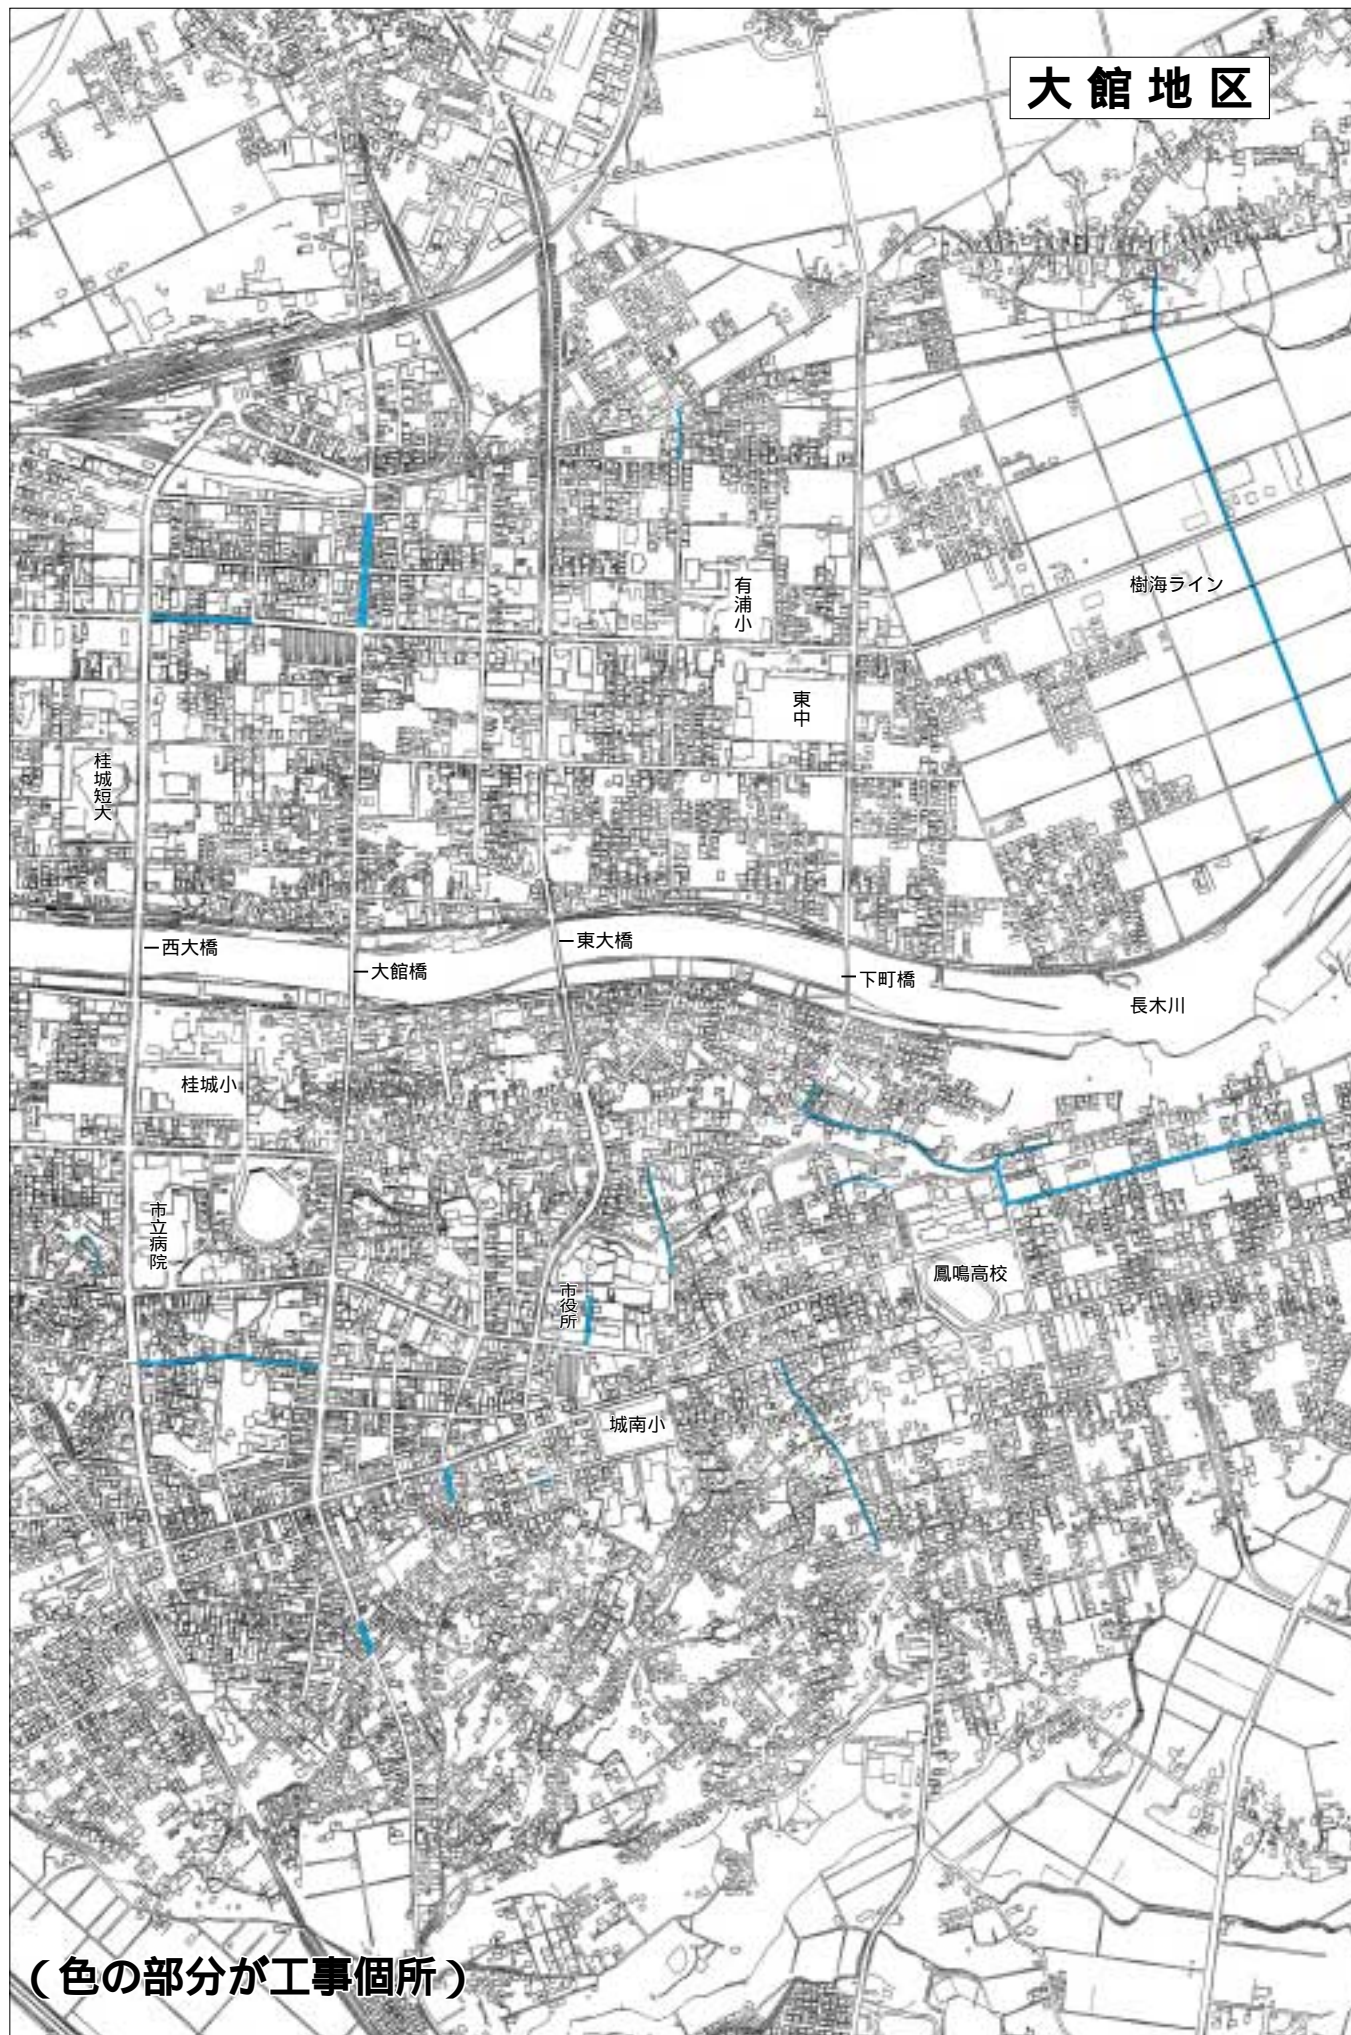 大館地区
有浦小
樹海ライン
東中
桂城短大
西大橋
大館橋
東大橋
下町橋
長木川
桂城小
市立病院
市役所
鳳鳴高校
城南小
(色の部分が工事個所)